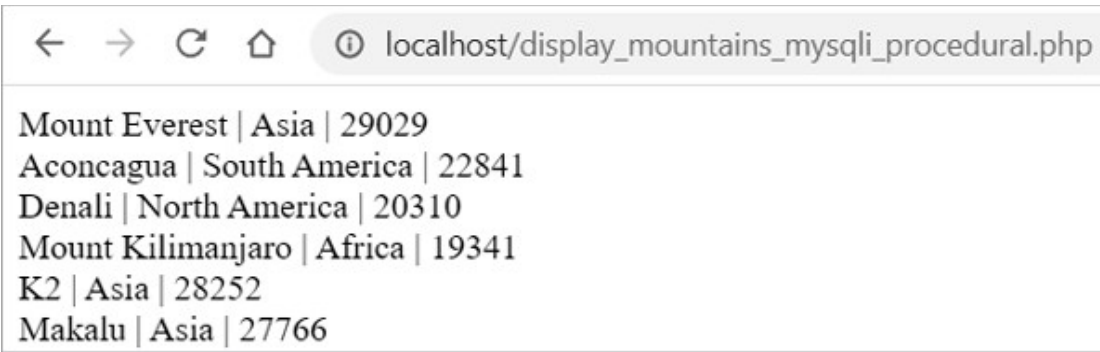 localhost/display_mountains_mysqli_procedural.php
Mount Everest | Asia | 29029
Aconcagua | South America | 22841
Denali | North America | 20310
Mount Kilimanjaro | Africa | 19341
K2 | Asia | 28252
Makalu | Asia | 27766